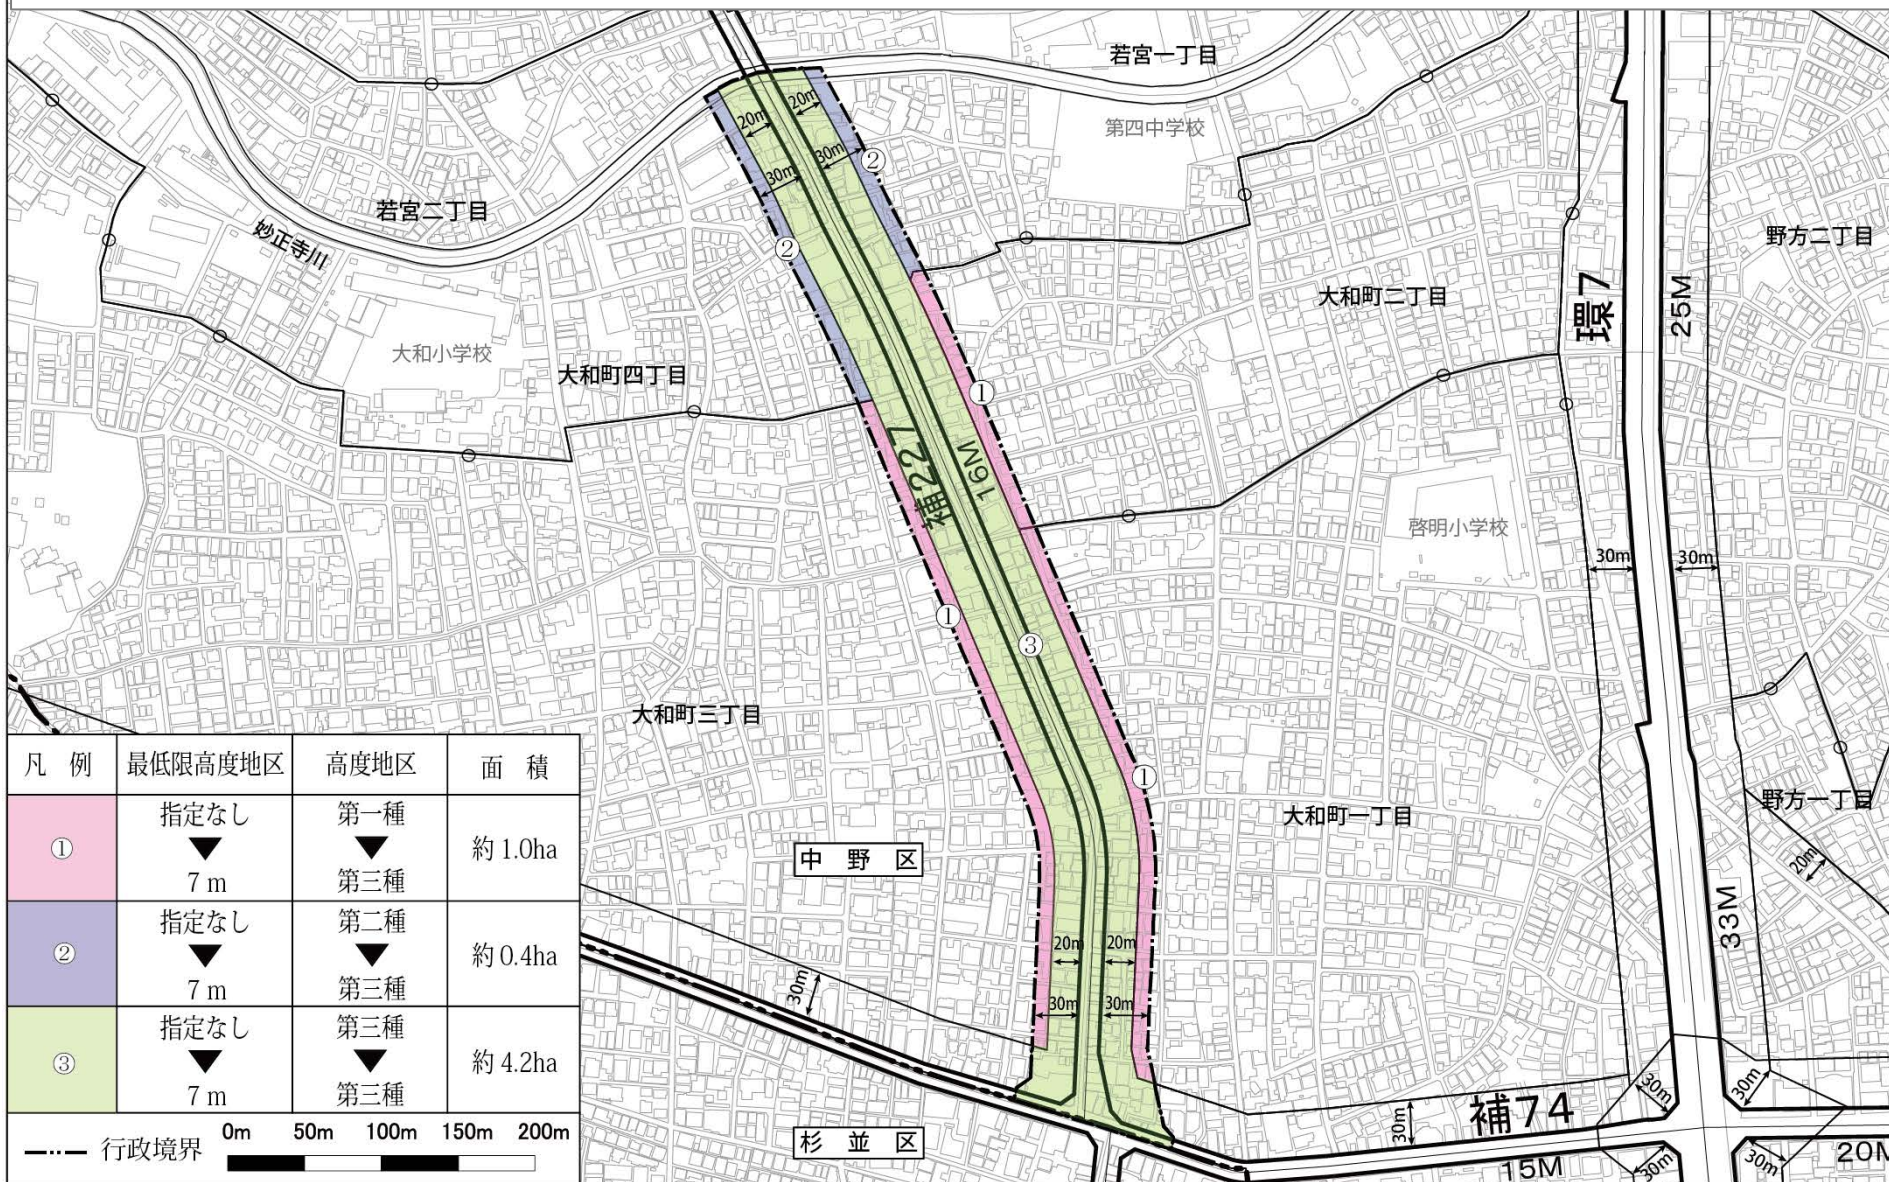 若宮一丁目
第四中学校
20m
20m
30m
30m
②
②
若宮二丁目
妙正寺川
野方二丁目
環7
25M
大和町二丁目
大和小学校
大和町四丁目
①
補227
16M
啓明小学校
30m
30m
①
③
大和町三丁目
①
大和町一丁目
野方一丁目
20m
中野区
33M
20m
20m
30m
30m
30m
30m
30m
30m
補74
杉並区
15M
30m
30m
20M
凡例 最低限高度地区 高度地区 面積
① 指定なし ▼ 7m 第一種 ▼ 第三種 約1.0ha
② 指定なし ▼ 7m 第二種 ▼ 第三種 約0.4ha
③ 指定なし ▼ 7m 第三種 ▼ 第三種 約4.2ha
行政境界
0m 50m 100m 150m 200m